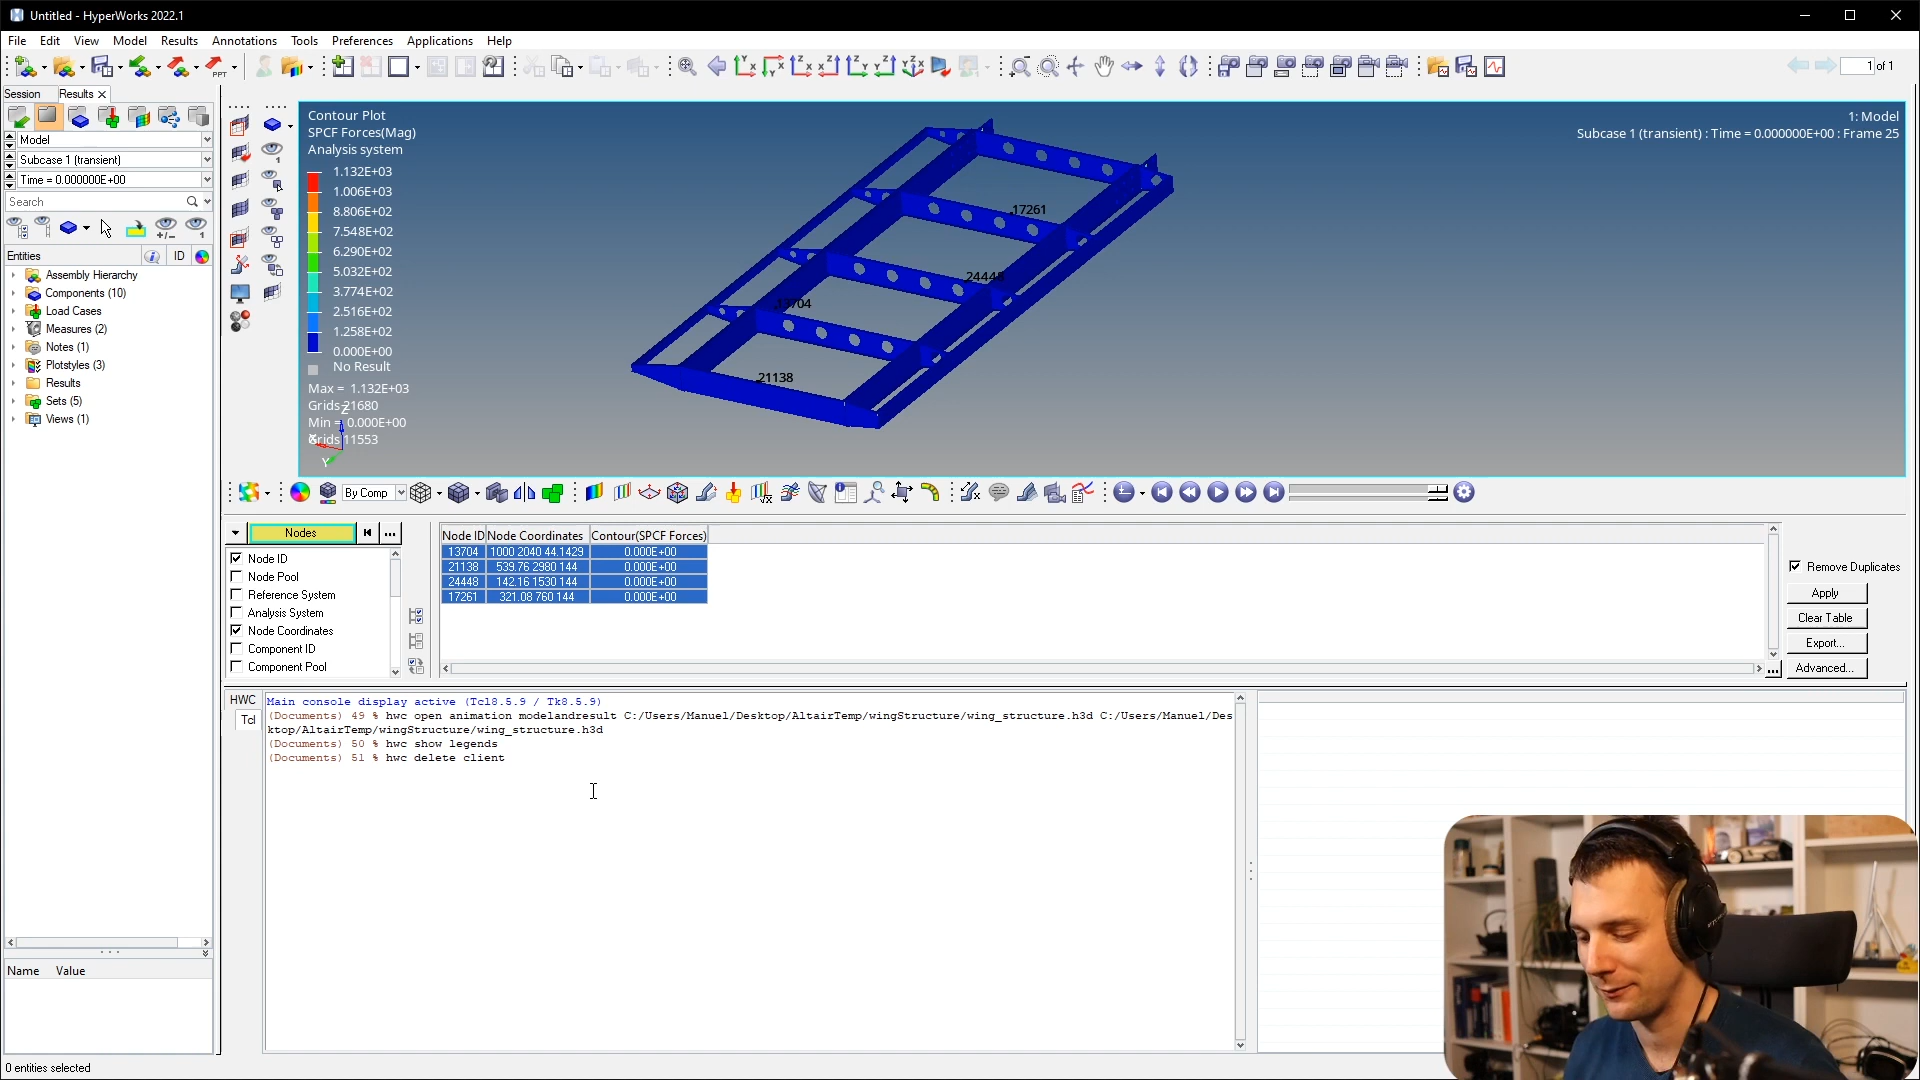 Untitled - HyperWorks 2022.1
File Edit View Model Results Annotations Tools Preferences Applications Help
PPT
1 of 1
Session Results
Model
Subcase 1 (transient)
Time = 0.000000E+00
Search
Entities ID
Assembly Hierarchy
Components (10)
Load Cases
Measures (2)
Notes (1)
Plotstyles (3)
Results
Sets (5)
Views (1)
Name Value
0 entities selected
Contour Plot
SPCF Forces(Mag)
Analysis system
1.132E+03
1.006E+03
8.806E+02
7.548E+02
6.290E+02
5.032E+02
3.774E+02
2.516E+02
1.258E+02
0.000E+00
No Result
Max = 1.132E+03
Grids 21680
Min = 0.000E+00
Grids 11553
Z
X
Y
1: Model
Subcase 1 (transient) : Time = 0.000000E+00 : Frame 25
17261
24448
13704
21138
By Comp
Nodes
Node ID
Node Pool
Reference System
Analysis System
Node Coordinates
Component ID
Component Pool
Node ID Node Coordinates Contour(SPCF Forces)
13704 1000 2040 44.1429 0.000E+00
21138 539.76 2980 144 0.000E+00
24448 142.16 1530 144 0.000E+00
17261 321.08 760 144 0.000E+00
Remove Duplicates
Apply
Clear Table
Export...
Advanced...
HWC
Tcl
Main console display active (Tcl8.5.9 / Tk8.5.9)
(Documents) 49 % hwc open animation modelandresult C:/Users/Manuel/Desktop/AltairTemp/wingStructure/wing_structure.h3d C:/Users/Manuel/Des
ktop/AltairTemp/wingStructure/wing_structure.h3d
(Documents) 50 % hwc show legends
(Documents) 51 % hwc delete client